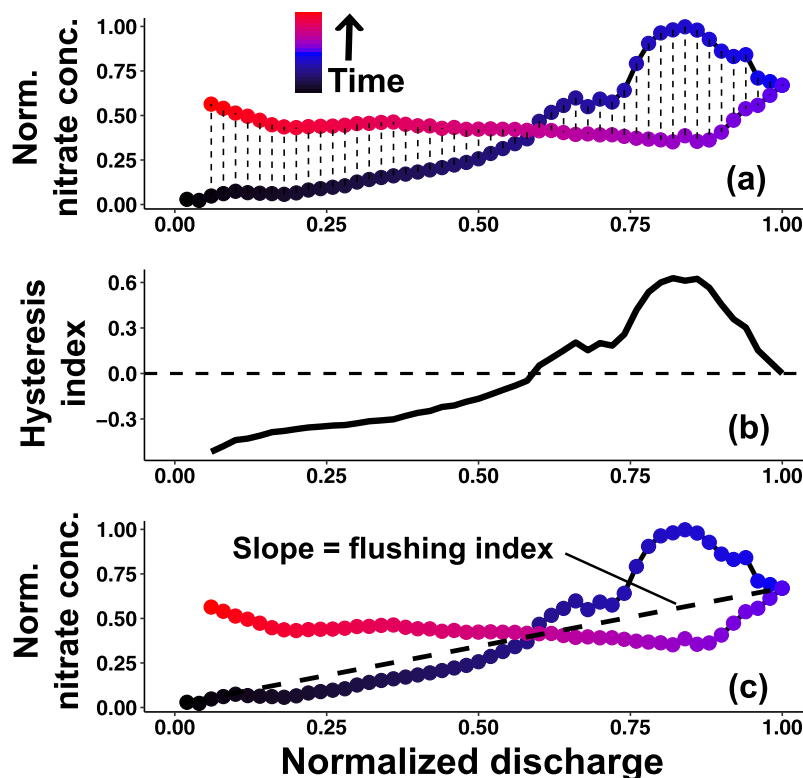 Norm.
nitrate conc.
1.00
0.75
0.50
0.25
0.00
Time
(a)
0.00 0.25 0.50 0.75 1.00
Hysteresis
index
0.6
0.3
0.0
−0.3
(b)
0.00 0.25 0.50 0.75 1.00
Norm.
nitrate conc.
1.00
0.75
0.50
0.25
0.00
Slope = flushing index
(c)
0.00 0.25 0.50 0.75 1.00
Normalized discharge